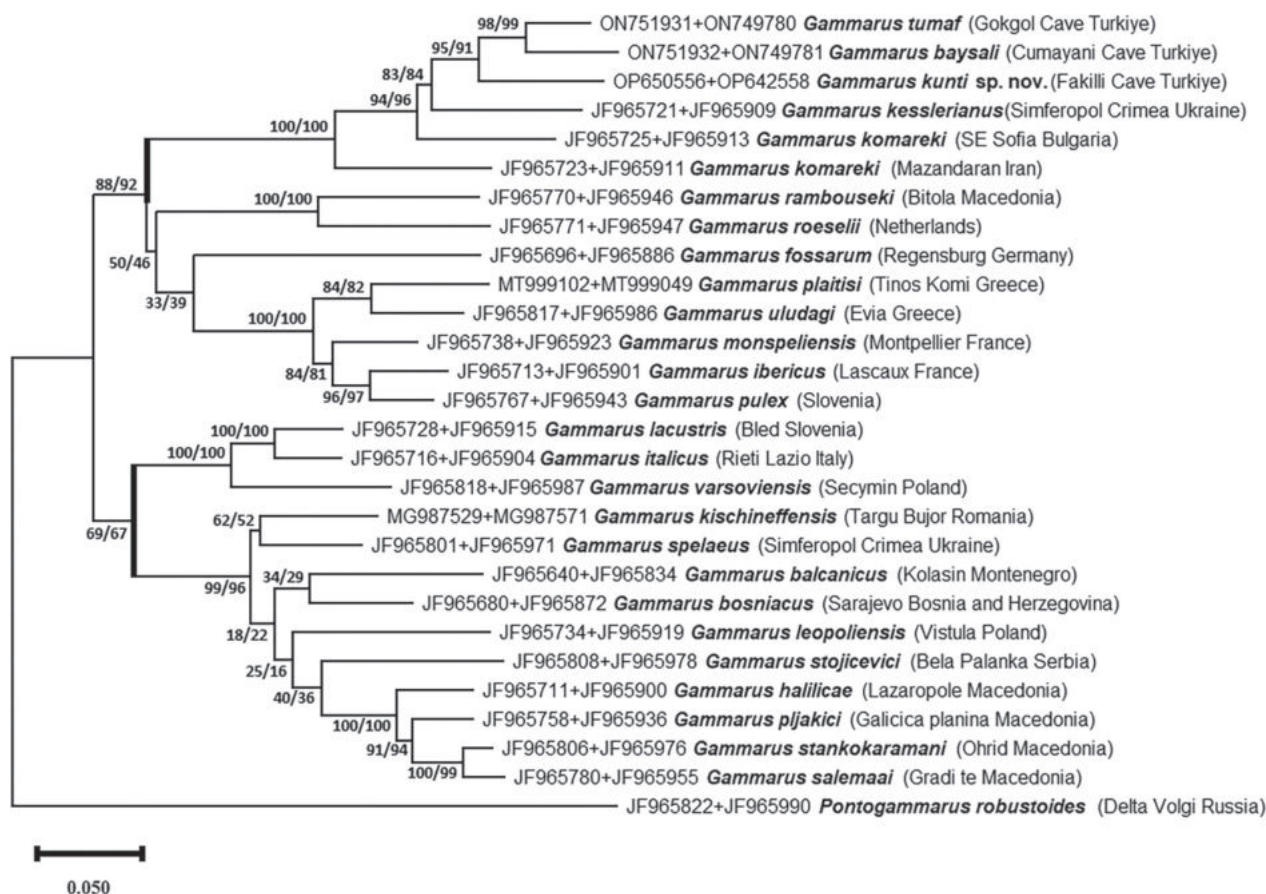 98/99
ON751931+ON749780 Gammarus tumaf (Gokgol Cave Turkiye)
95/91
ON751932+ON749781 Gammarus baysali (Cumayani Cave Turkiye)
83/84
OP650556+OP642558 Gammarus kunti sp. nov.(Fakilli Cave Turkiye)
94/96
JF965721+JF965909 Gammarus kesslerianus(Simferopol Crimea Ukraine)
100/100
JF965725+JF965913 Gammarus komareki (SE Sofia Bulgaria)
JF965723+JF965911 Gammarus komareki (Mazandaran Iran)
88/92
100/100
JF965770+JF965946 Gammarus rambouseki (Bitola Macedonia)
JF965771+JF965947 Gammarus roeselii (Netherlands)
50/46
JF965696+JF965886 Gammarus fossarum (Regensburg Germany)
33/39
84/82
MT999102+MT999049 Gammarus plaitisi (Tinos Komi Greece)
JF965817+JF965986 Gammarus uludagi (Evia Greece)
100/100
JF965738+JF965923 Gammarus monspeliensis (Montpellier France)
84/81
JF965713+JF965901 Gammarus ibericus (Lascaux France)
96/97
JF965767+JF965943 Gammarus pulex (Slovenia)
100/100
JF965728+JF965915 Gammarus lacustris (Bled Slovenia)
100/100
JF965716+JF965904 Gammarus italicus (Rieti Lazio Italy)
JF965818+JF965987 Gammarus varsoviensis (Secymin Poland)
69/67
62/52
MG987529+MG987571 Gammarus kischineffensis (Targu Bujor Romania)
JF965801+JF965971 Gammarus spelaeus (Simferopol Crimea Ukraine)
99/96
34/29
JF965640+JF965834 Gammarus balcanicus (Kolasin Montenegro)
JF965680+JF965872 Gammarus bosniacus (Sarajevo Bosnia and Herzegovina)
18/22
JF965734+JF965919 Gammarus leopoliensis (Vistula Poland)
25/16
JF965808+JF965978 Gammarus stojicevici (Bela Palanka Serbia)
40/36
JF965711+JF965900 Gammarus halilicae (Lazaropole Macedonia)
100/100
JF965758+JF965936 Gammarus pljakici (Galicica planina Macedonia)
91/94
JF965806+JF965976 Gammarus stankokaramani (Ohrid Macedonia)
100/99
JF965780+JF965955 Gammarus salemaai (Gradi te Macedonia)
JF965822+JF965990 Pontogammarus robustoides (Delta Volgi Russia)
0.050